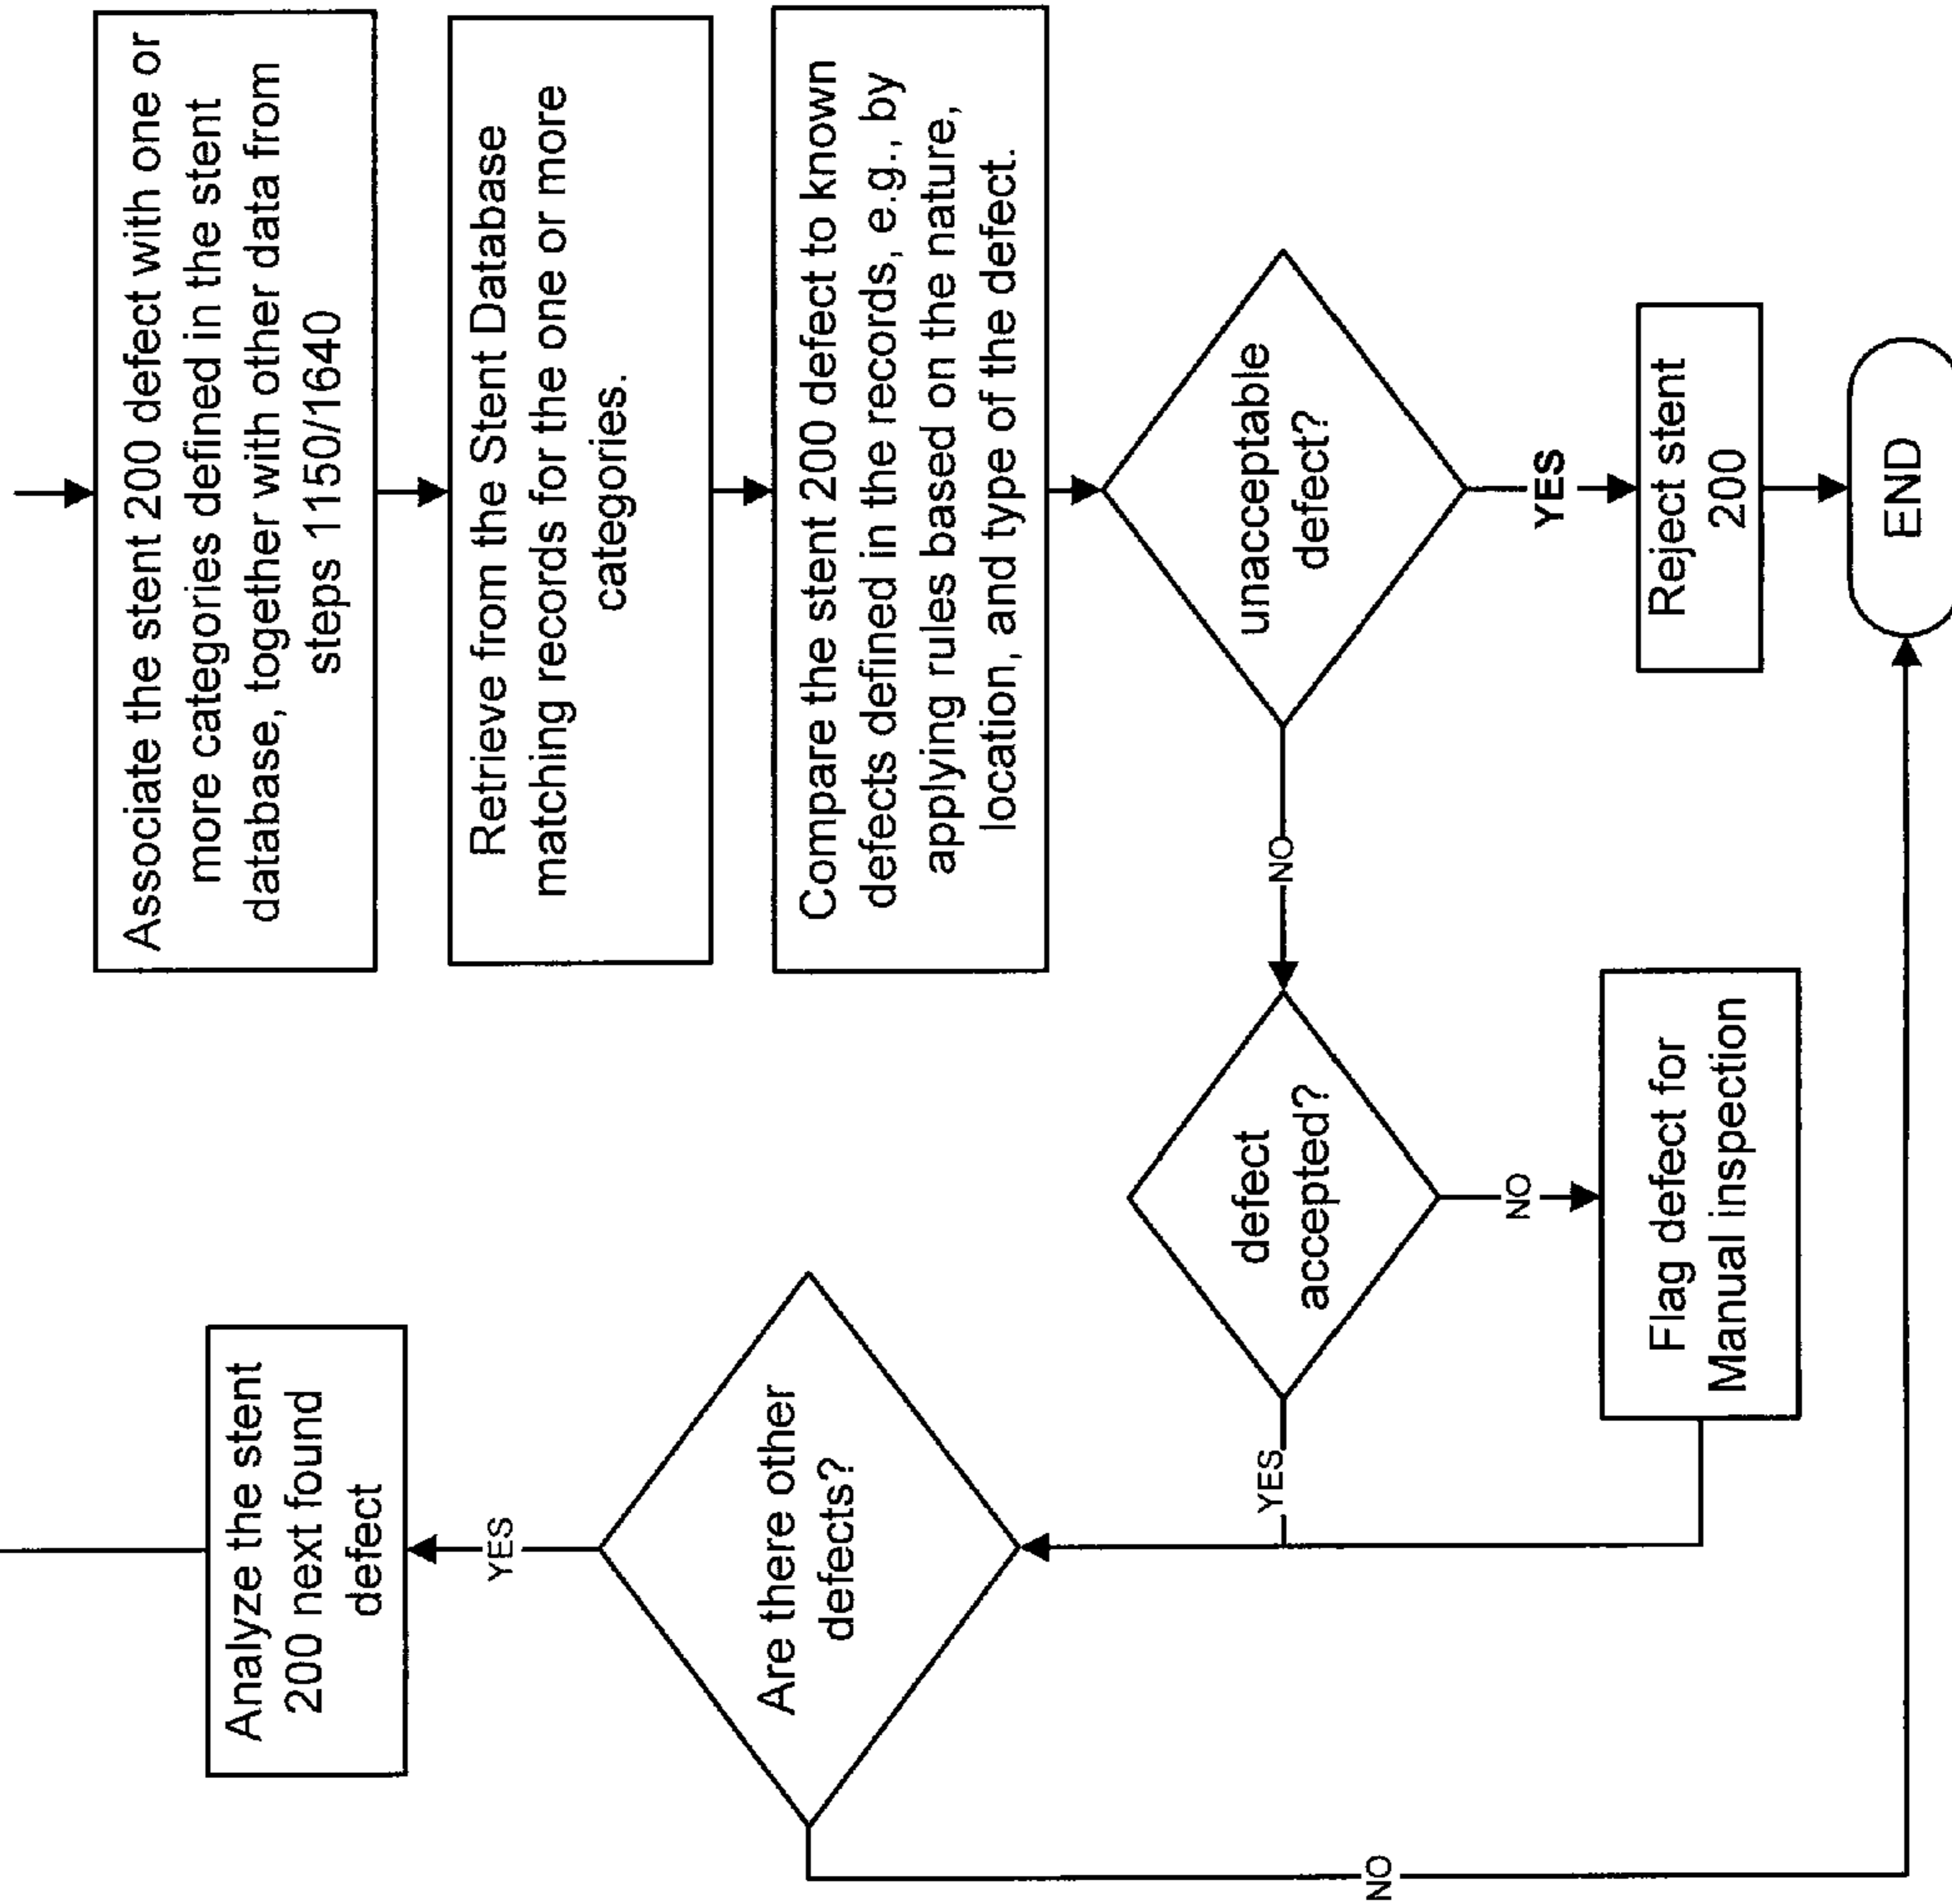 Associate the stent 200 defect with one or
more categories defined in the stent
database, together with other data from
steps 1150/1640
Retrieve from the Stent Database
matching records for the one or more
categories.
Compare the stent 200 defect to known
defects defined in the records, e.g., by
applying rules based on the nature,
location, and type of the defect.
unacceptable
defect?
YES
Reject stent
200
END
NO
defect
accepted?
NO
Flag defect for
Manual inspection
YES
Are there other
defects?
YES
Analyze the stent
200 next found
defect
NO